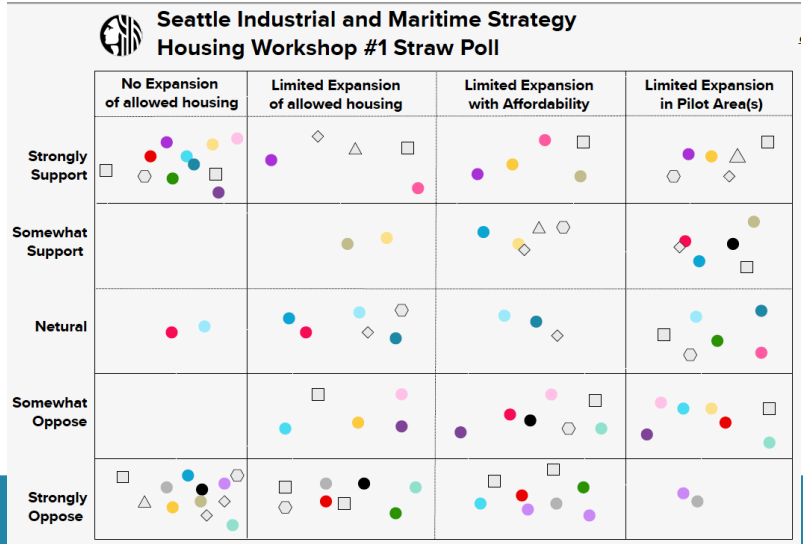 Seattle Industrial and Maritime Strategy
Housing Workshop #1 Straw Poll
No Expansion
of allowed housing
Limited Expansion
of allowed housing
Limited Expansion
with Affordability
Limited Expansion
in Pilot Area(s)
Strongly
Support
Somewhat
Support
Netural
Somewhat
Oppose
Strongly
Oppose